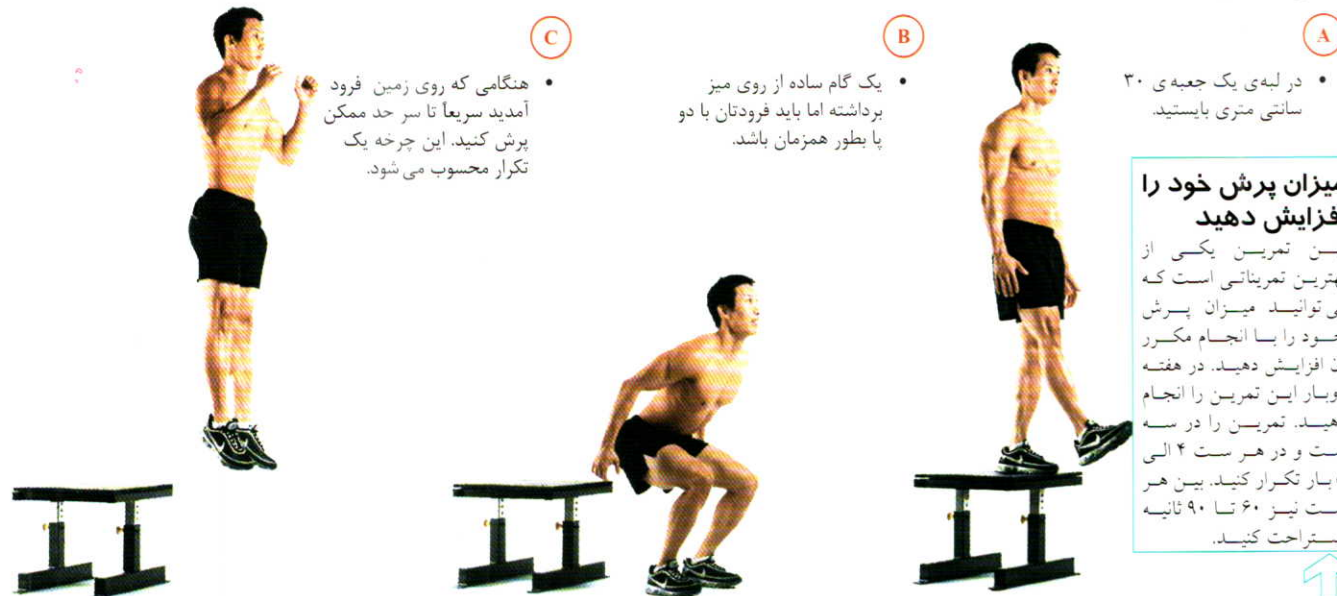 A
• در لبه‌ی یک جعبه‌ی ۳۰
سانتی متری بایستید.
B
• یک گام ساده از روی میز
برداشته اما باید فرودتان با دو
پا بطور همزمان باشد.
C
• هنگامی که روی زمین فرود
آمدید سریعاً تا سر حد ممکن
پرش کنید. این چرخه یک
تکرار محسوب می شود.
میزان پرش خود را
افزایش دهید
تمرین یکی از
بهترین تمریناتی است که
می توانید میزان پرش
خود را با انجام مکرر
آن افزایش دهید. در هفته
دوبار این تمرین را انجام
دهید. تمرین را در سه
ست و در هر ست ۴ الی
بار تکرار کنید. بین هر
ست نیز ۶۰ تا ۹۰ ثانیه
استراحت کنید.